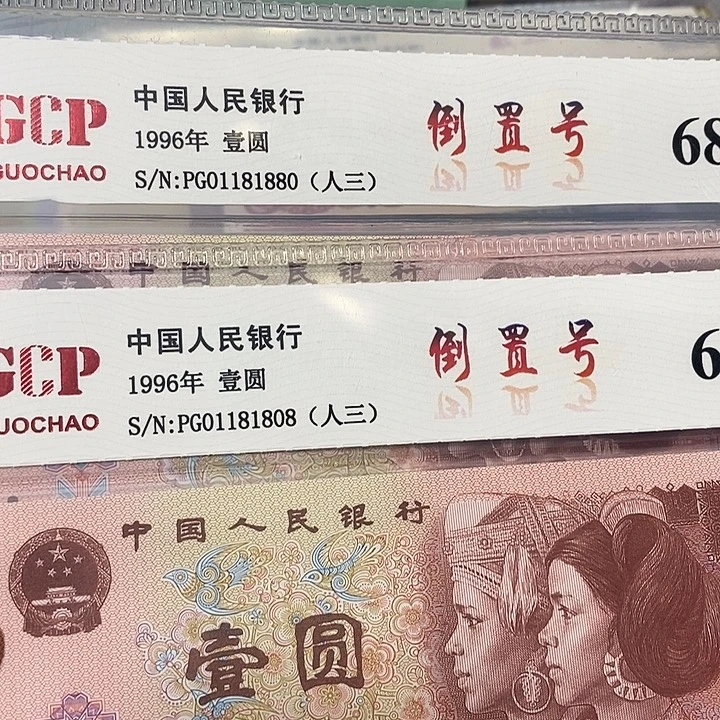 GCP
GUOCHAO
中国人民银行
1996年 壹圆
S/N:PG01181880（人三）
倒置号
68
GCP
UOCHAO
中国人民银行
1996年 壹圆
S/N:PG01181808（人三）
倒置号
6
中国人民银行
壹圆